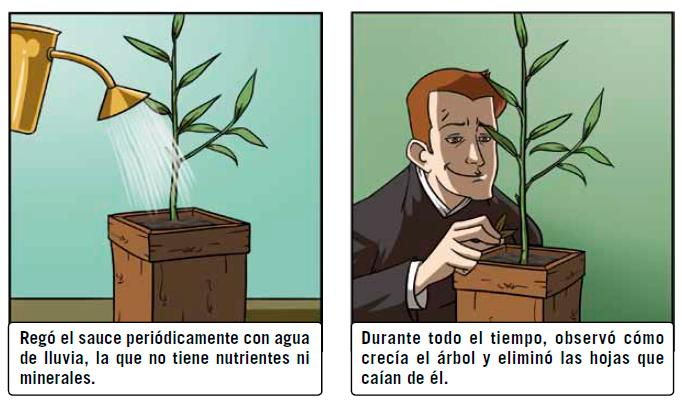 Regó el sauce periódicamente con agua
de lluvia, la que no tiene nutrientes ni
minerales.
Durante todo el tiempo, observó cómo
crecía el árbol y eliminó las hojas que
caían de él.